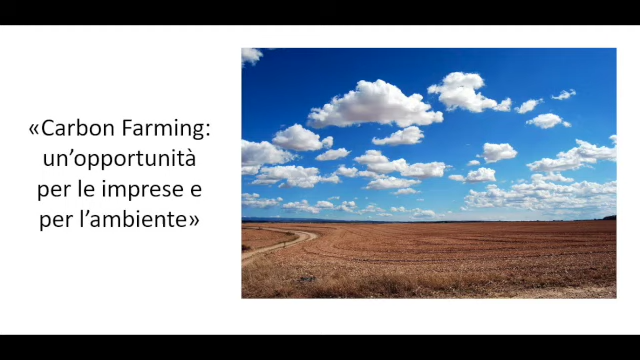 «Carbon Farming:
un’opportunità
per le imprese e
per l’ambiente»